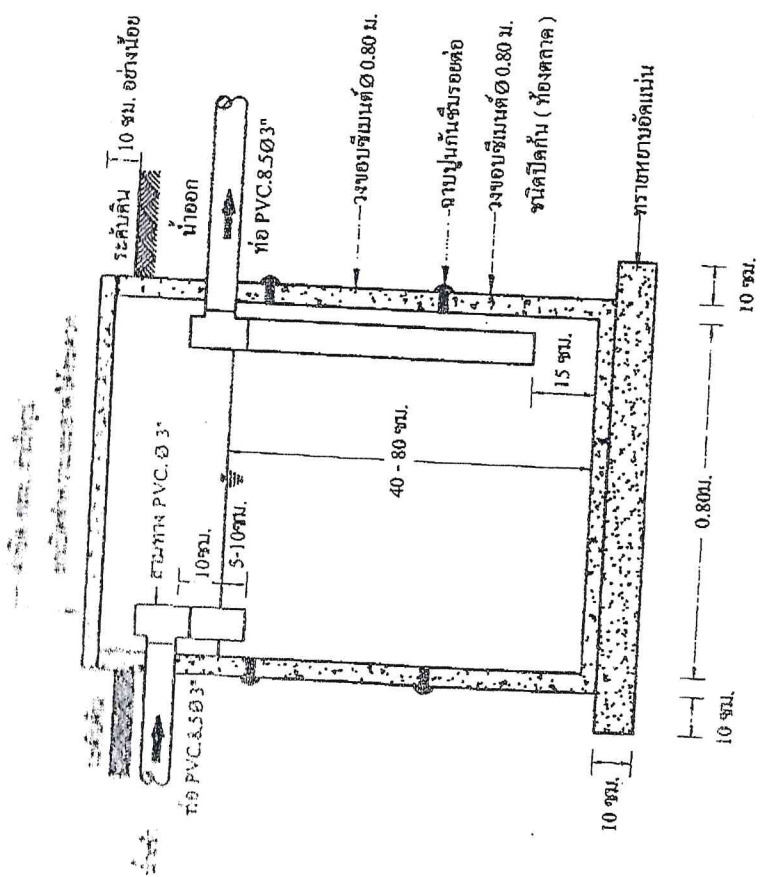 ระดับดิน
10 ซม. อย่างน้อย
สามทาง PVC. Ø 3"
น้ำออก
ท่อ PVC.8.5Ø3"
ท่อ PVC.8.5Ø3"
10ซม.
5-10ซม.
40 - 80 ซม.
15 ซม.
วงขอบซีเมนต์ Ø 0.80 ม.
ฉาบปูนกันซึมรอยต่อ
วงขอบซีเมนต์ Ø 0.80 ม.
ชนิดปิดก้น ( ท้องตลาด )
ทรายหยาบอัดแน่น
10 ซม.
10 ซม.
0.80ม.
10 ซม.